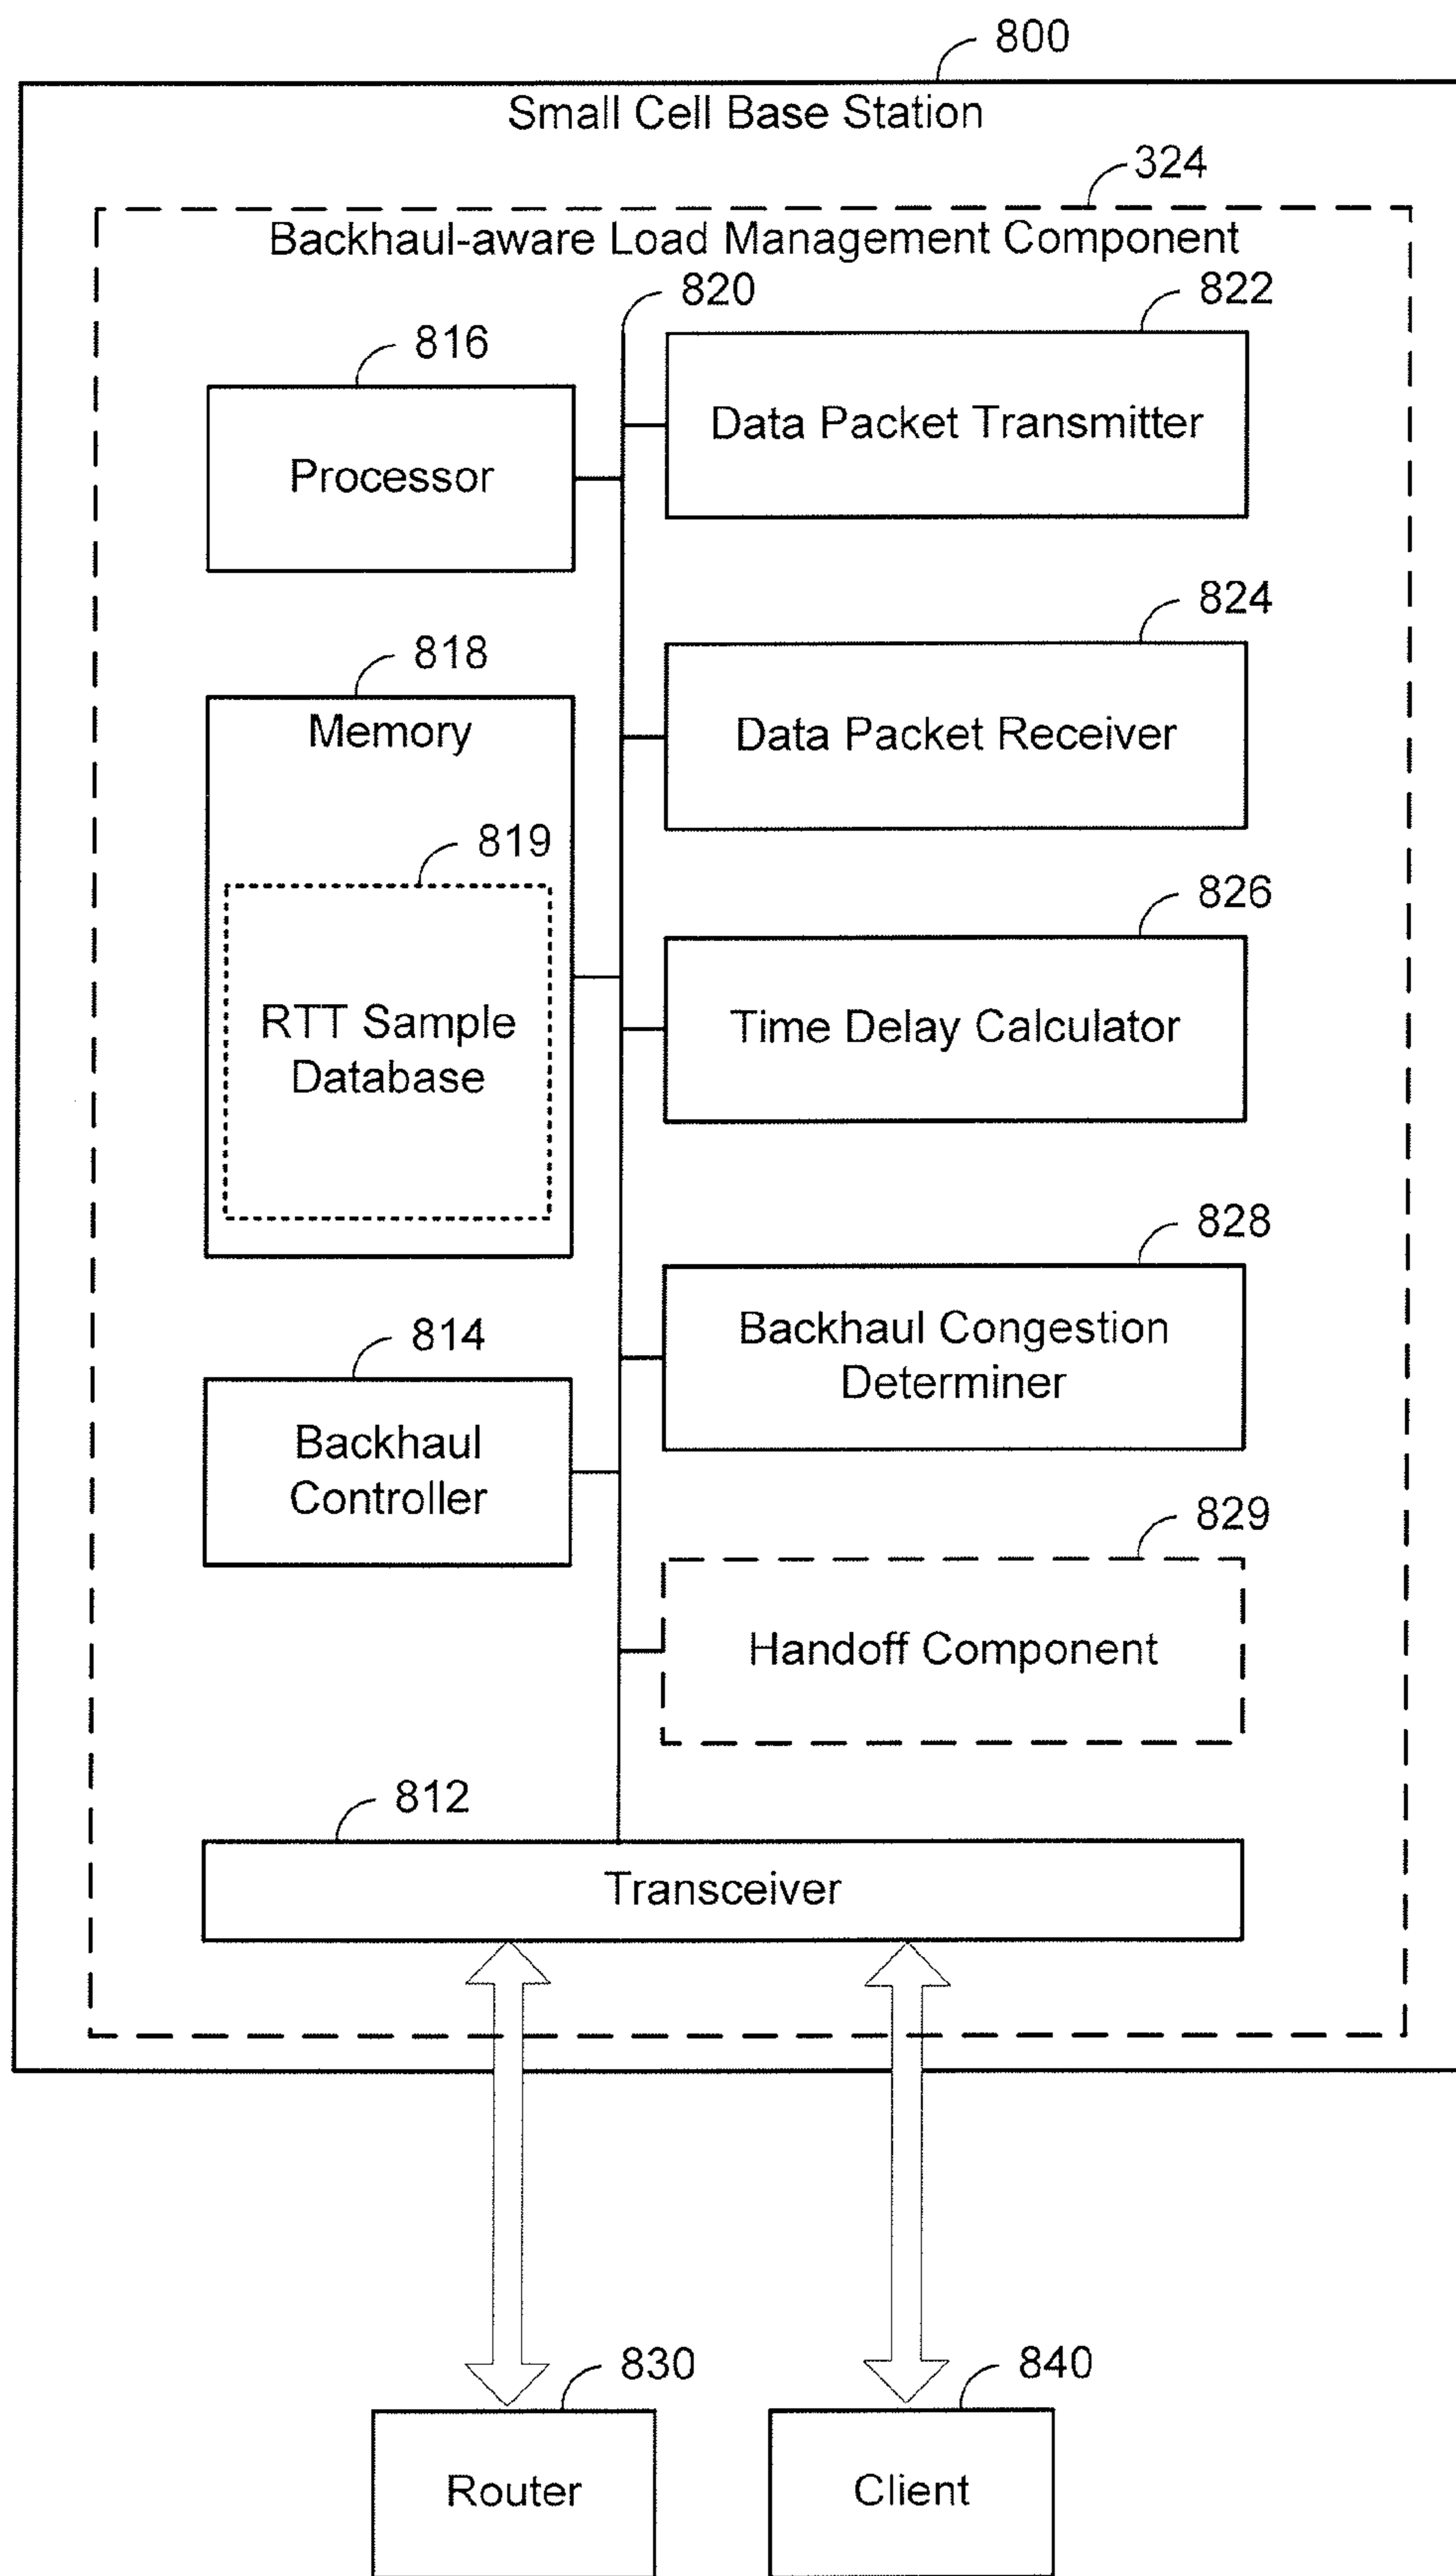 800
Small Cell Base Station
324
Backhaul-aware Load Management Component
820
822
816
Data Packet Transmitter
Processor
824
818
Memory
Data Packet Receiver
819
826
RTT Sample
Database
Time Delay Calculator
828
814
Backhaul Congestion
Determiner
Backhaul
Controller
829
Handoff Component
812
Transceiver
830
840
Router
Client